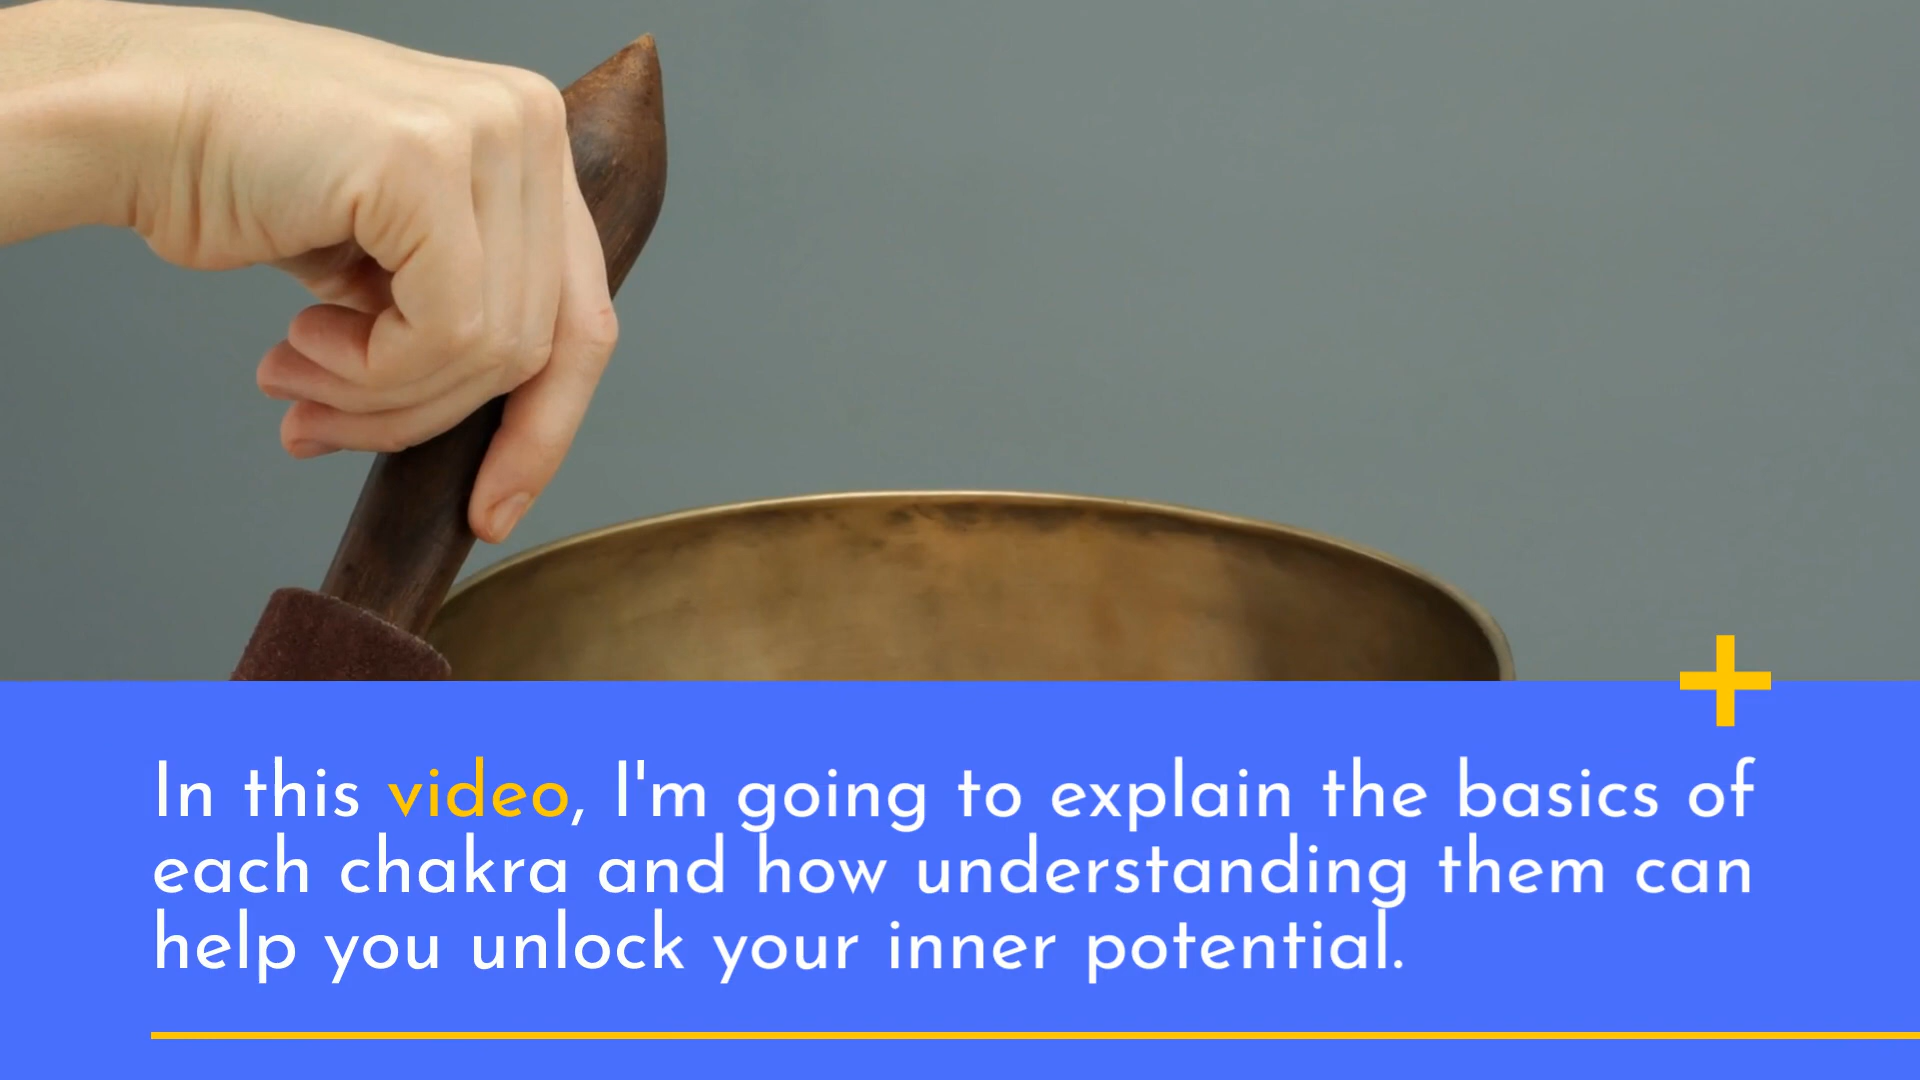 In this video, I'm going to explain the basics of
each chakra and how understanding them can
help you unlock your inner potential.